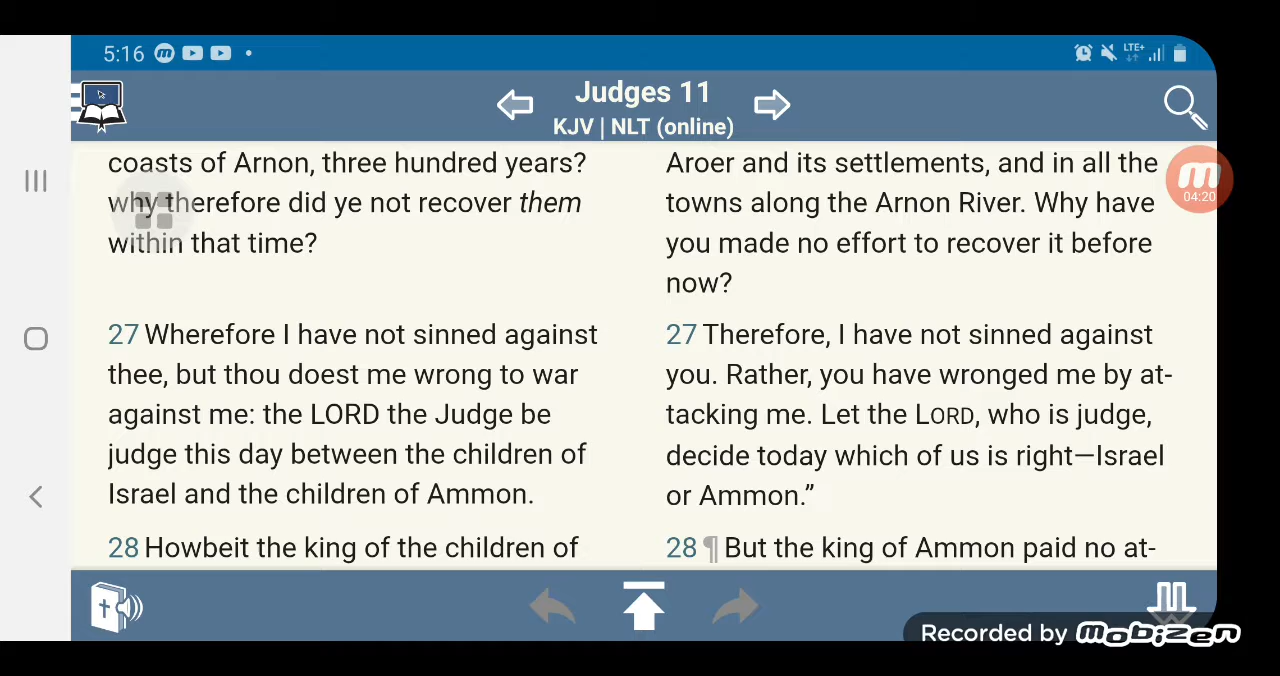 5:16
LTE+
Judges 11
KJV | NLT (online)
04:20
coasts of Arnon, three hundred years?
why therefore did ye not recover them
within that time?
27 Wherefore I have not sinned against
thee, but thou doest me wrong to war
against me: the LORD the Judge be
judge this day between the children of
Israel and the children of Ammon.
28 Howbeit the king of the children of
Aroer and its settlements, and in all the
towns along the Arnon River. Why have
you made no effort to recover it before
now?
27 Therefore, I have not sinned against
you. Rather, you have wronged me by at-
tacking me. Let the LORD, who is judge,
decide today which of us is right—Israel
or Ammon.”
28 ¶ But the king of Ammon paid no at-
Recorded by Mobizen